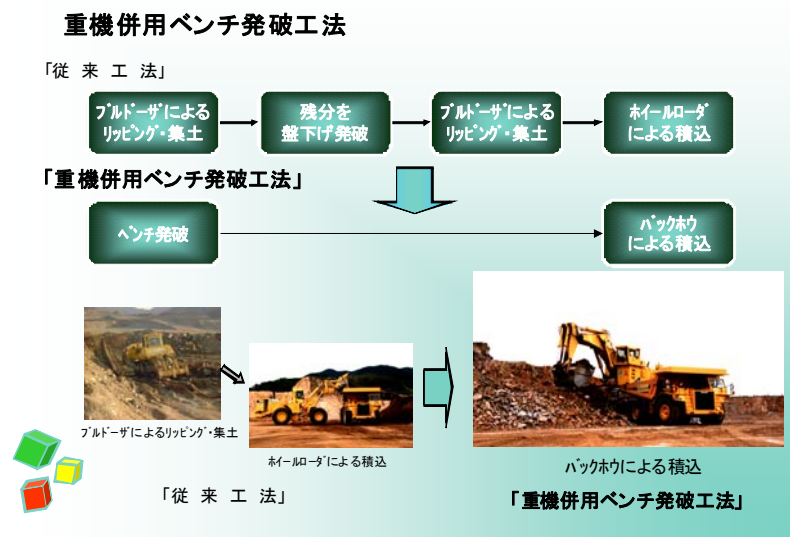 重機併用ベンチ発破工法
「従 来 工 法」
ﾌﾞﾙﾄﾞｰｻﾞによる
ﾘｯﾋﾟﾝｸﾞ・集土
残分を
盤下げ発破
ﾌﾞﾙﾄﾞｰｻﾞによる
ﾘｯﾋﾟﾝｸﾞ・集土
ﾎｲｰﾙﾛｰﾀﾞ
による積込
「重機併用ベンチ発破工法」
ﾍﾞﾝﾁ発破
ﾊﾞｯｸﾎｳ
による積込
ﾌﾞﾙﾄﾞｰｻﾞによるﾘｯﾋﾟﾝｸﾞ・集土
ﾎｲｰﾙﾛｰﾀﾞによる積込
ﾊﾞｯｸﾎｳによる積込
「従 来 工 法」
「重機併用ベンチ発破工法」